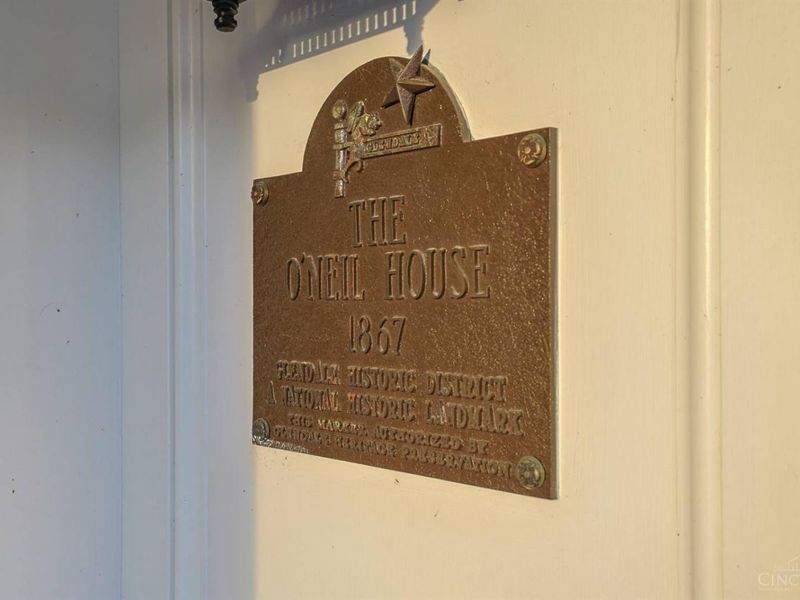 GLENDALE
THE
O'NEIL HOUSE
1867
GLENDALE HISTORIC DISTRICT
A NATIONAL HISTORIC LANDMARK
THIS MARKER AUTHORIZED BY
GLENDALE HERITAGE PRESERVATION